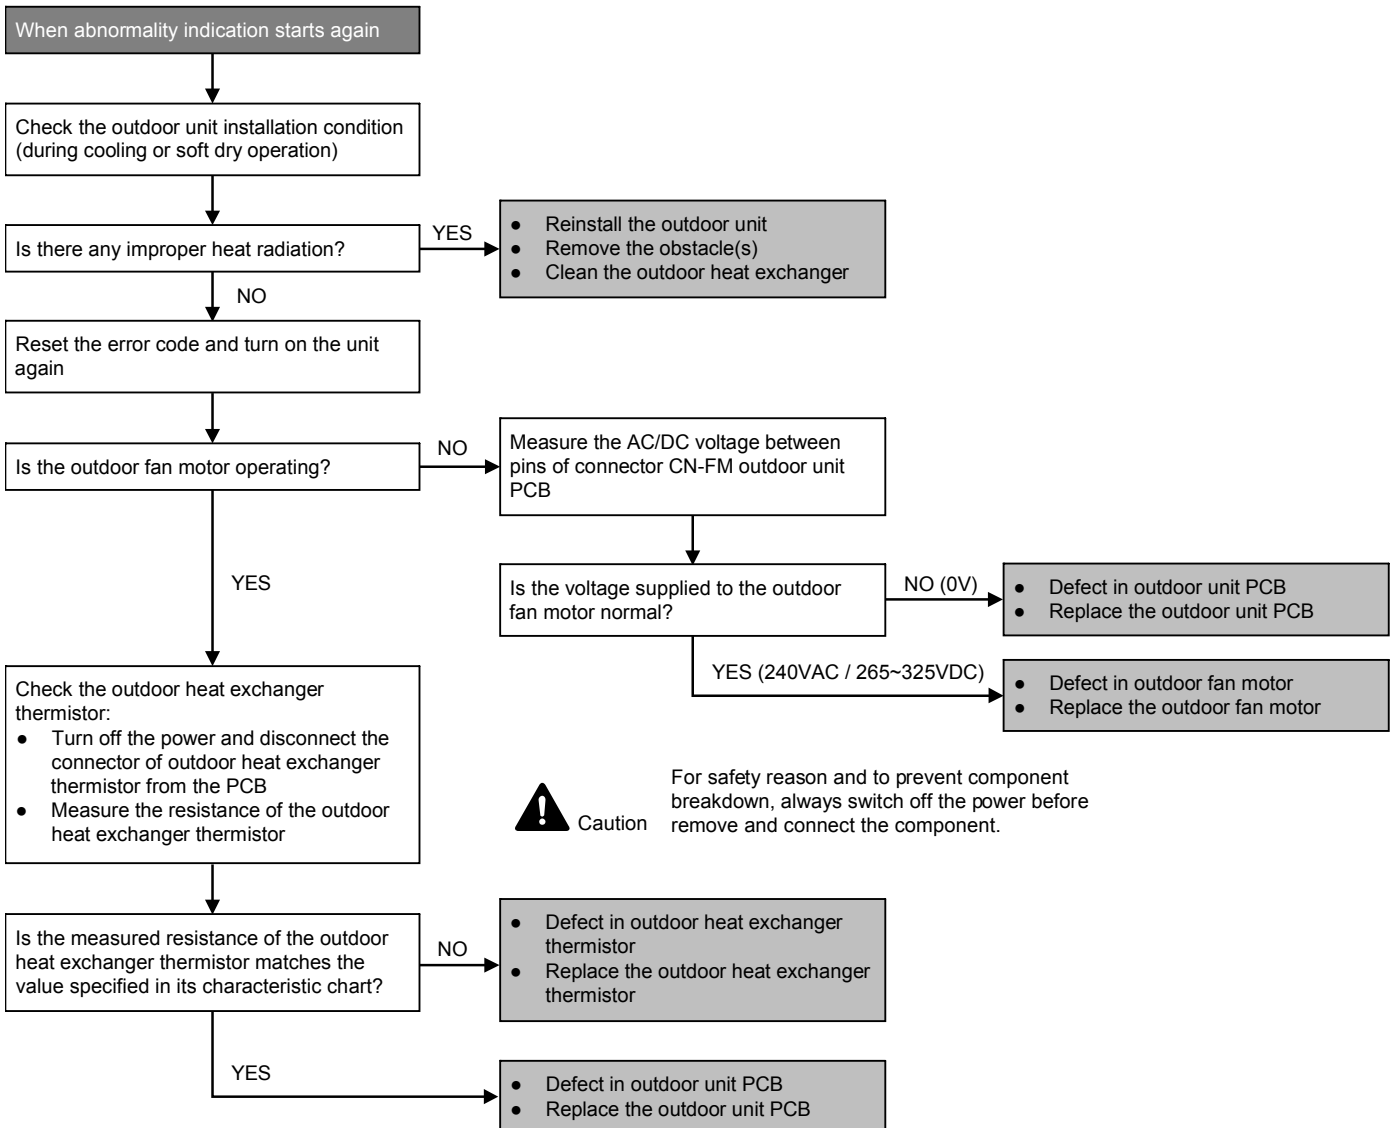 When abnormality indication starts again
Check the outdoor unit installation condition
(during cooling or soft dry operation)
Is there any improper heat radiation?
YES
● Reinstall the outdoor unit
● Remove the obstacle(s)
● Clean the outdoor heat exchanger
NO
Reset the error code and turn on the unit
again
Is the outdoor fan motor operating?
NO
Measure the AC/DC voltage between
pins of connector CN-FM outdoor unit
PCB
YES
Is the voltage supplied to the outdoor
fan motor normal?
NO (0V)
● Defect in outdoor unit PCB
● Replace the outdoor unit PCB
YES (240VAC / 265~325VDC)
● Defect in outdoor fan motor
● Replace the outdoor fan motor
Check the outdoor heat exchanger
thermistor:
● Turn off the power and disconnect the
connector of outdoor heat exchanger
thermistor from the PCB
● Measure the resistance of the outdoor
heat exchanger thermistor
Caution
For safety reason and to prevent component
breakdown, always switch off the power before
remove and connect the component.
Is the measured resistance of the outdoor
heat exchanger thermistor matches the
value specified in its characteristic chart?
NO
● Defect in outdoor heat exchanger
thermistor
● Replace the outdoor heat exchanger
thermistor
YES
● Defect in outdoor unit PCB
● Replace the outdoor unit PCB